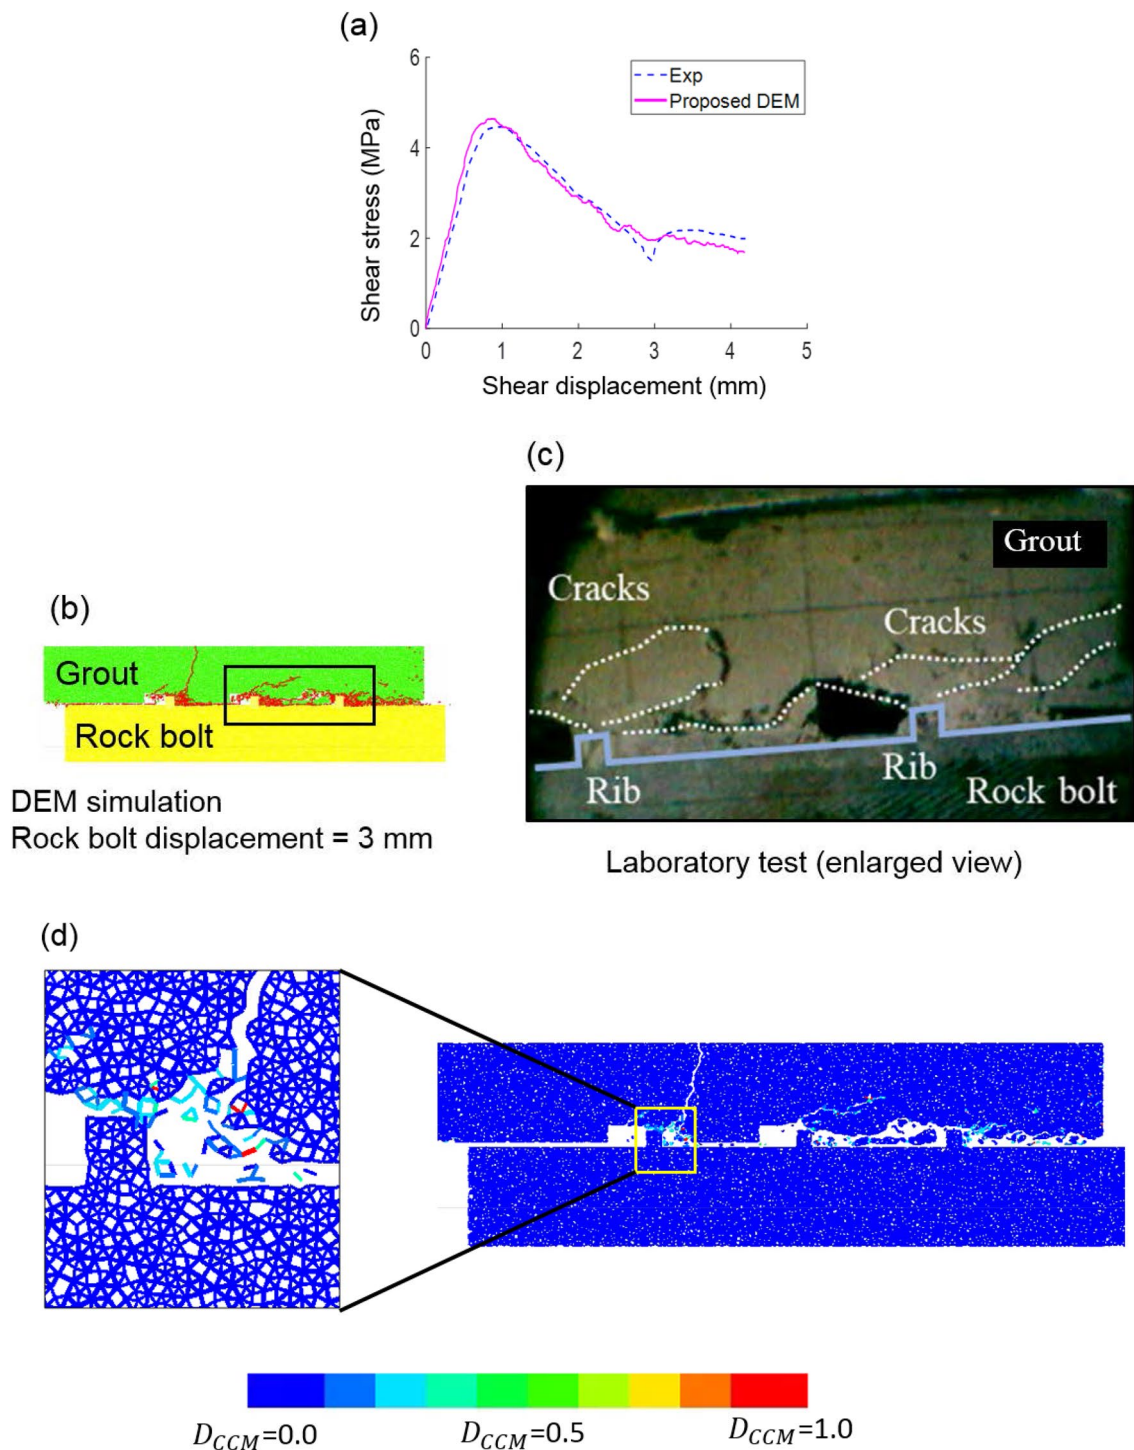 (a)
6
4
2
0
0
1
2
3
4
5
Shear stress (MPa)
Shear displacement (mm)
Exp
Proposed DEM
(b)
Grout
Rock bolt
DEM simulation
Rock bolt displacement = 3 mm
(c)
Grout
Cracks
Cracks
Rib
Rib
Rock bolt
Laboratory test (enlarged view)
(d)
D_CCM=0.0
D_CCM=0.5
D_CCM=1.0